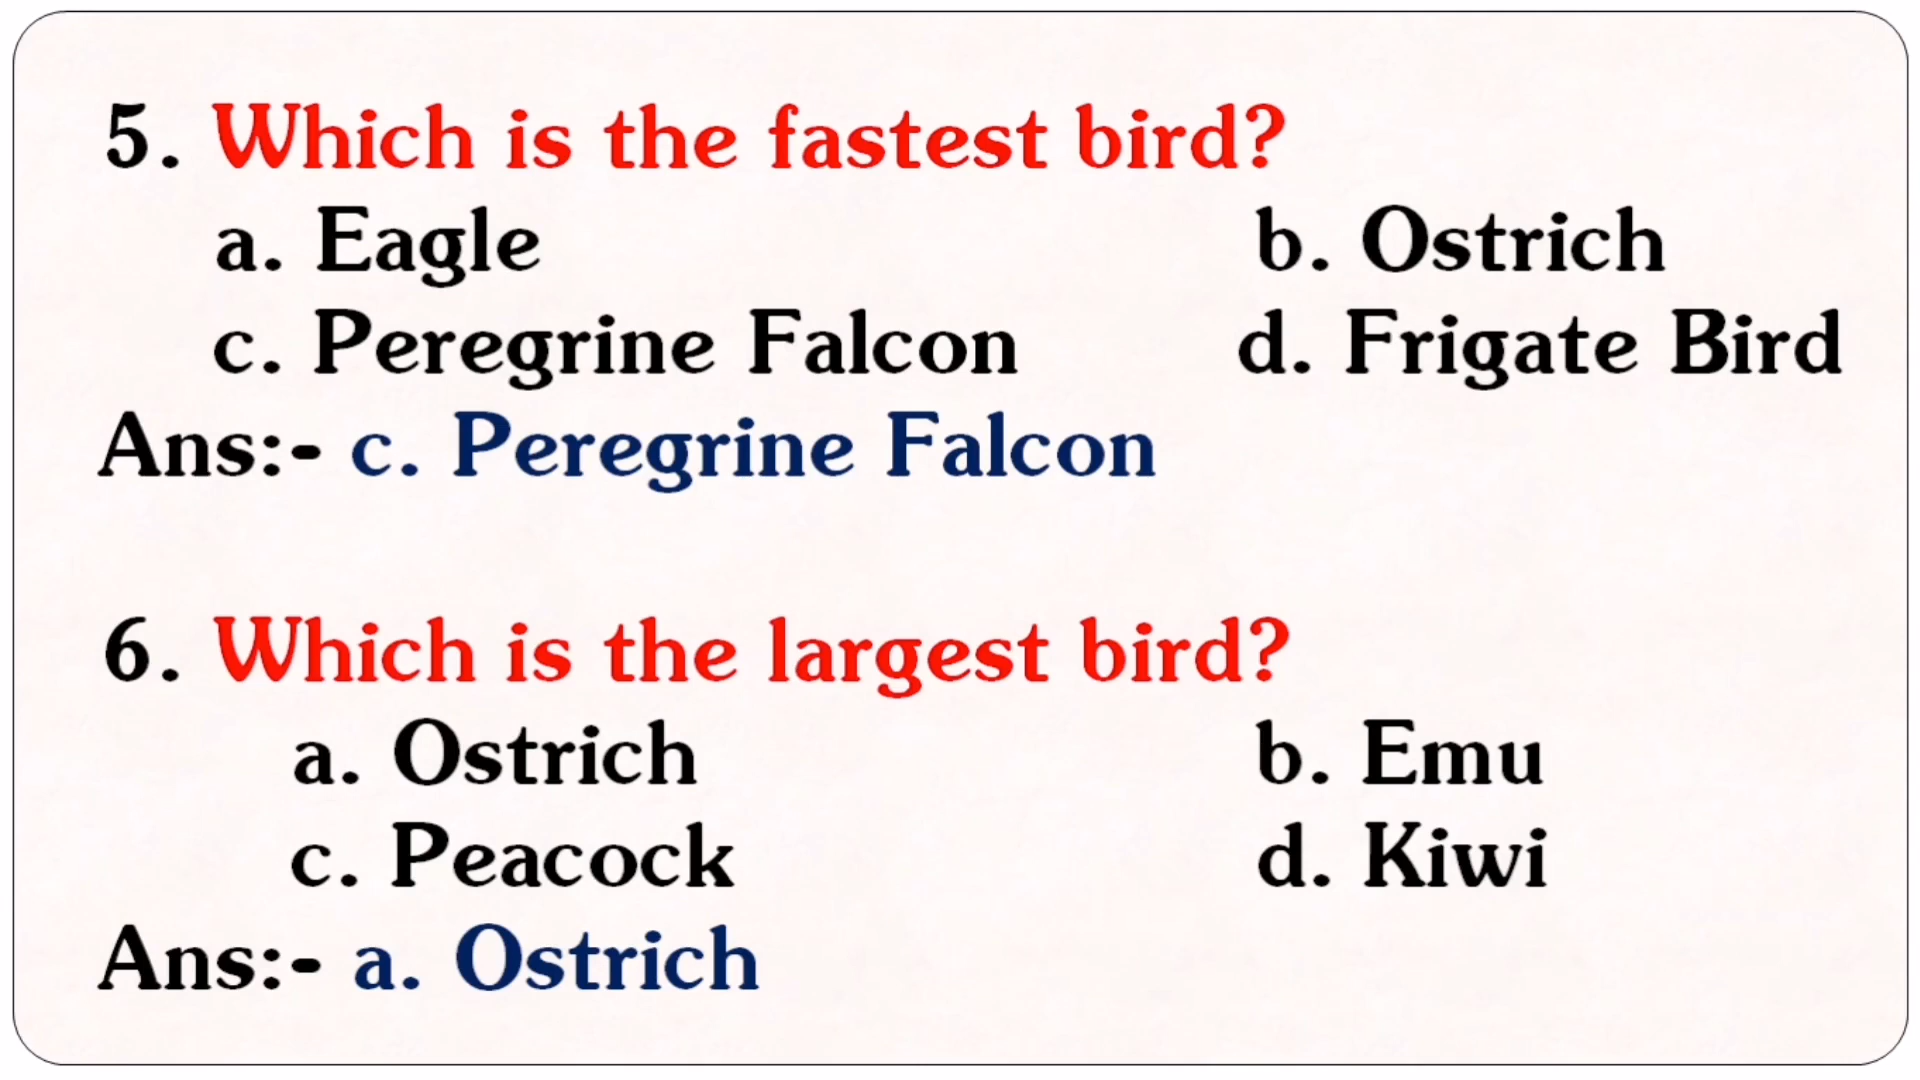 5. Which is the fastest bird?
a. Eagle b. Ostrich
c. Peregrine Falcon d. Frigate Bird
Ans:- c. Peregrine Falcon
6. Which is the largest bird?
a. Ostrich b. Emu
c. Peacock d. Kiwi
Ans:- a. Ostrich